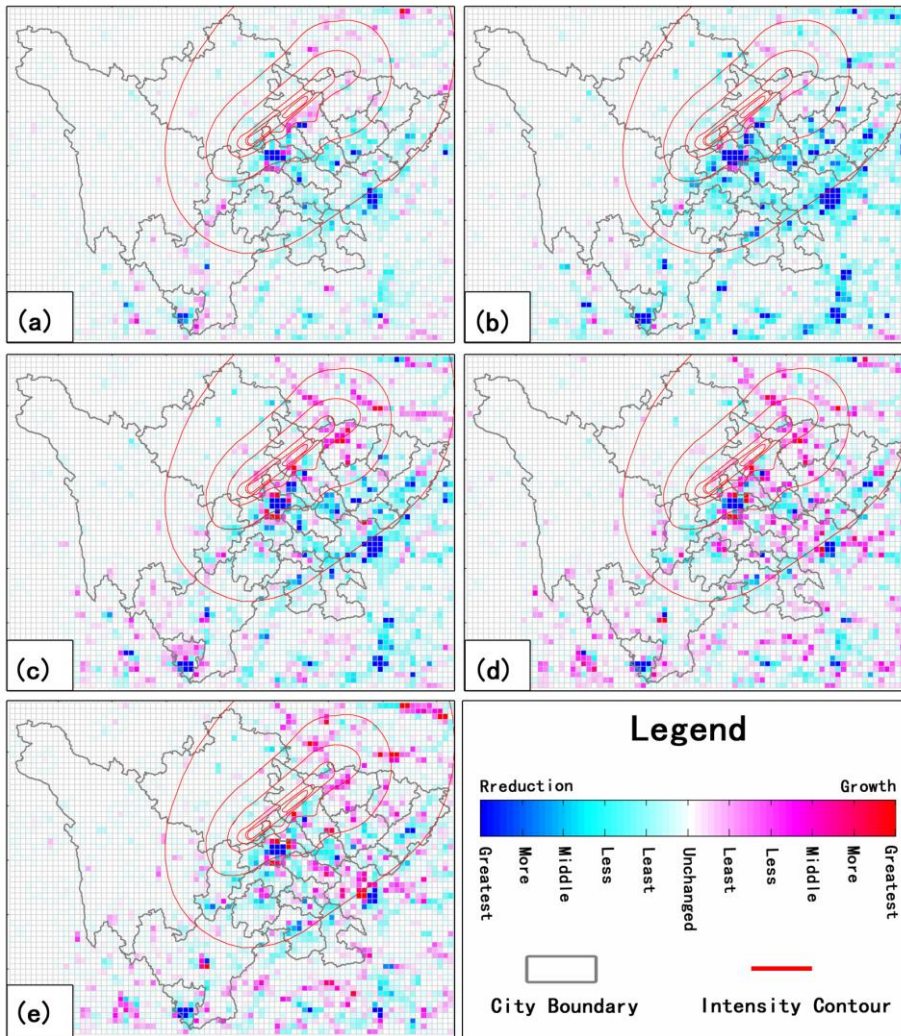 (a)
(b)
(c)
(d)
(e)
Legend
Rreduction Growth
Greatest More Middle Less Least Unchanged Least Less Middle More Greatest
City Boundary Intensity Contour